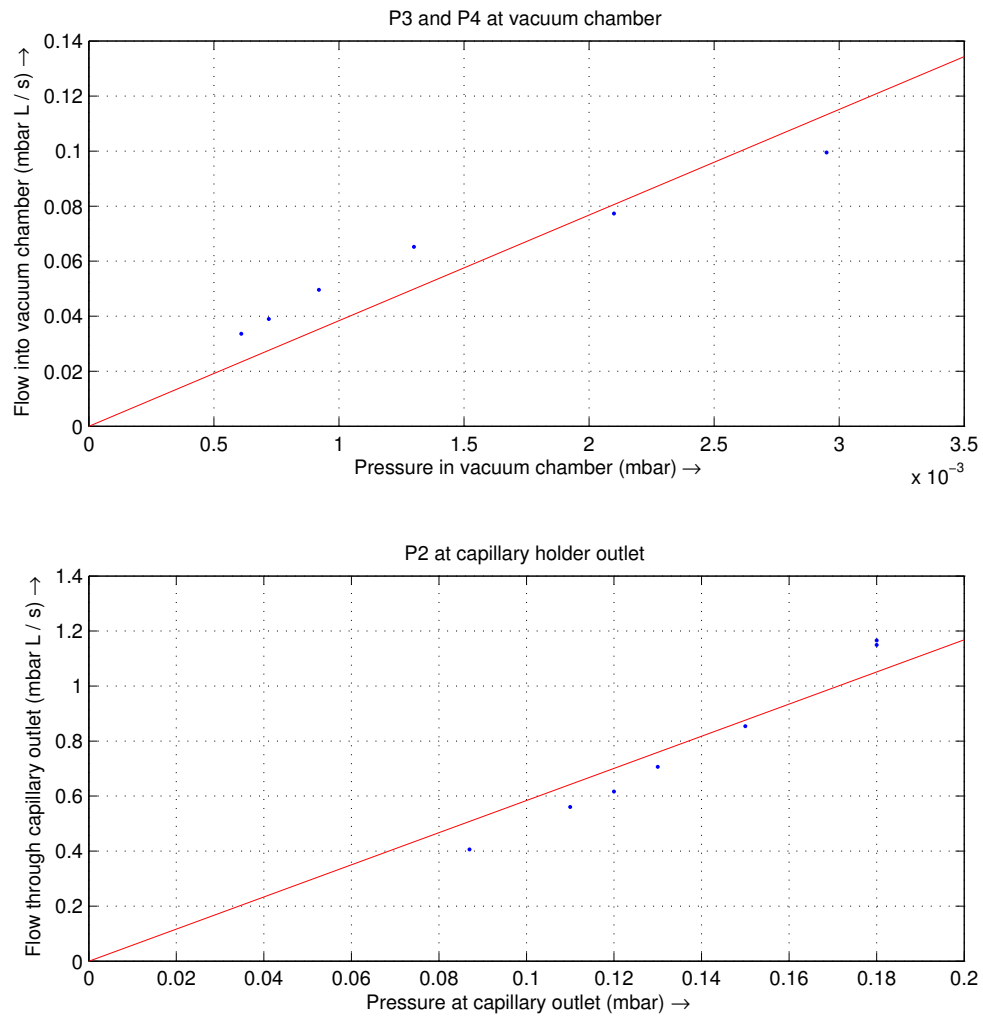 P3 and P4 at vacuum chamber
Flow into vacuum chamber (mbar L / s) →
0.14
0.12
0.1
0.08
0.06
0.04
0.02
0
0 0.5 1 1.5 2 2.5 3 3.5
x 10⁻³
Pressure in vacuum chamber (mbar) →
P2 at capillary holder outlet
Flow through capillary outlet (mbar L / s) →
1.4
1.2
1
0.8
0.6
0.4
0.2
0
0 0.02 0.04 0.06 0.08 0.1 0.12 0.14 0.16 0.18 0.2
Pressure at capillary outlet (mbar) →